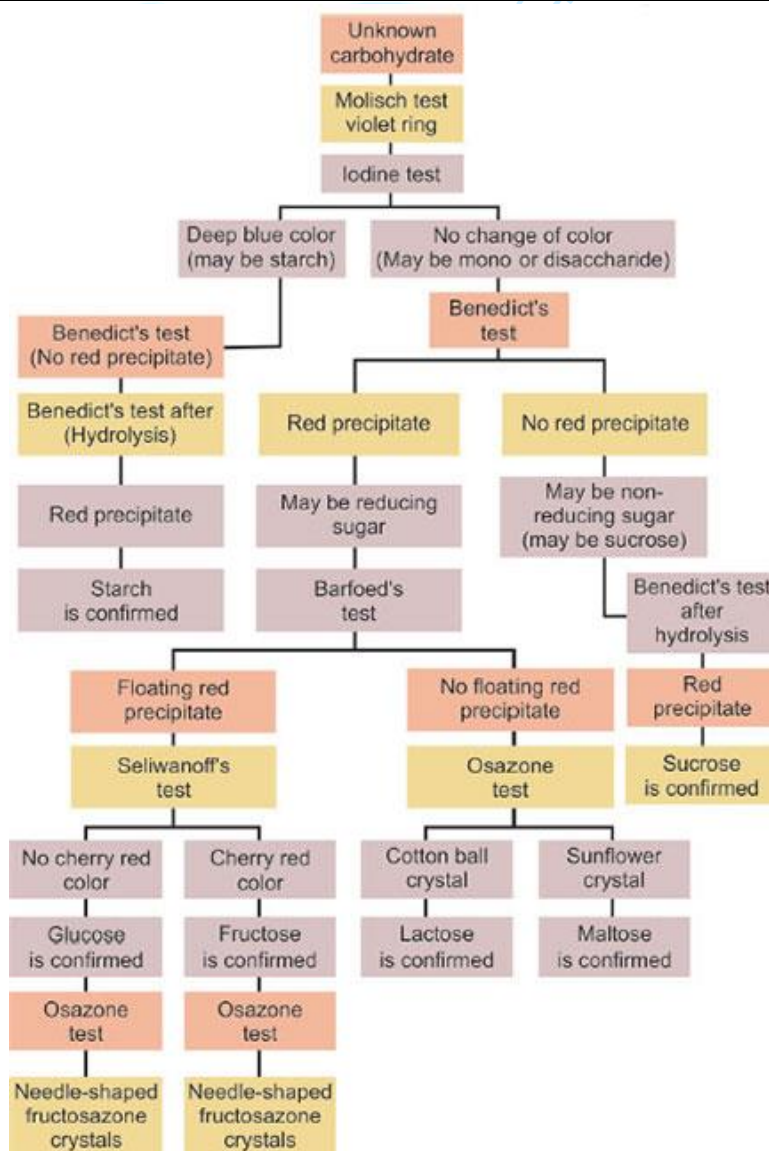 Unknown
carbohydrate
Molisch test
violet ring
Iodine test
Deep blue color
(may be starch)
No change of color
(May be mono or disaccharide)
Benedict's test
(No red precipitate)
Benedict's
test
Benedict's test after
(Hydrolysis)
Red precipitate
No red precipitate
Red precipitate
May be reducing
sugar
May be non-
reducing sugar
(may be sucrose)
Starch
is confirmed
Barfoed's
test
Benedict's test
after
hydrolysis
Floating red
precipitate
No floating red
precipitate
Red
precipitate
Seliwanoff's
test
Osazone
test
Sucrose
is confirmed
No cherry red
color
Cherry red
color
Cotton ball
crystal
Sunflower
crystal
Glucose
is confirmed
Fructose
is confirmed
Lactose
is confirmed
Maltose
is confirmed
Osazone
test
Osazone
test
Needle-shaped
fructosazone
crystals
Needle-shaped
fructosazone
crystals